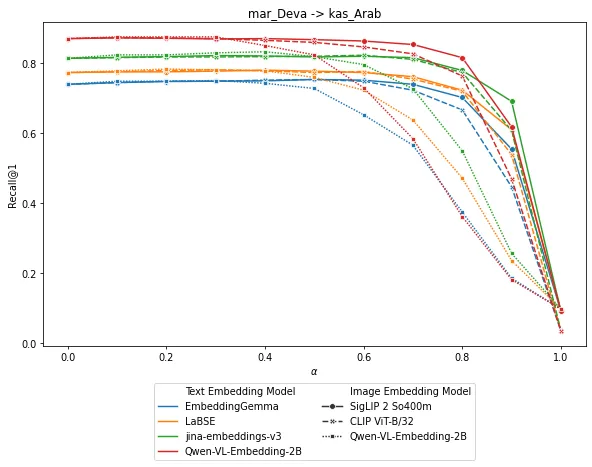 mar_Deva -> kas_Arab
Recall@1
0.8
0.6
0.4
0.2
0.0
0.0 0.2 0.4 0.6 0.8 1.0
α
Text Embedding Model Image Embedding Model
EmbeddingGemma SigLIP 2 So400m
LaBSE CLIP ViT-B/32
jina-embeddings-v3 Qwen-VL-Embedding-2B
Qwen-VL-Embedding-2B